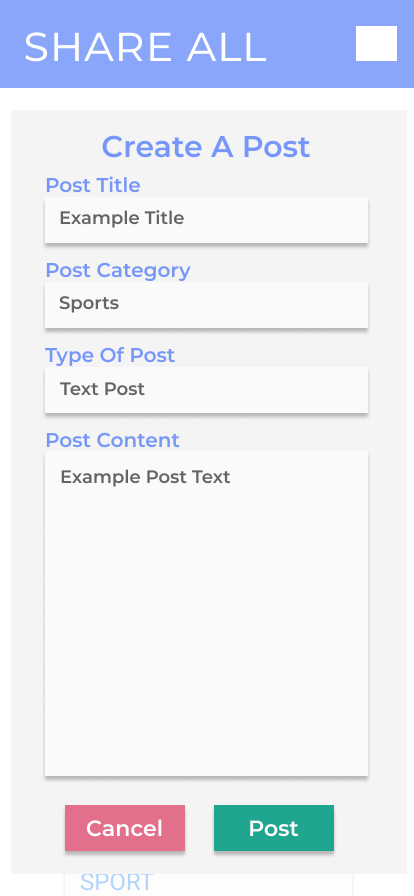 SHARE ALL
Create A Post
Post Title
Example Title
Post Category
Sports
Type Of Post
Text Post
Post Content
Example Post Text
Cancel
Post
SPORT